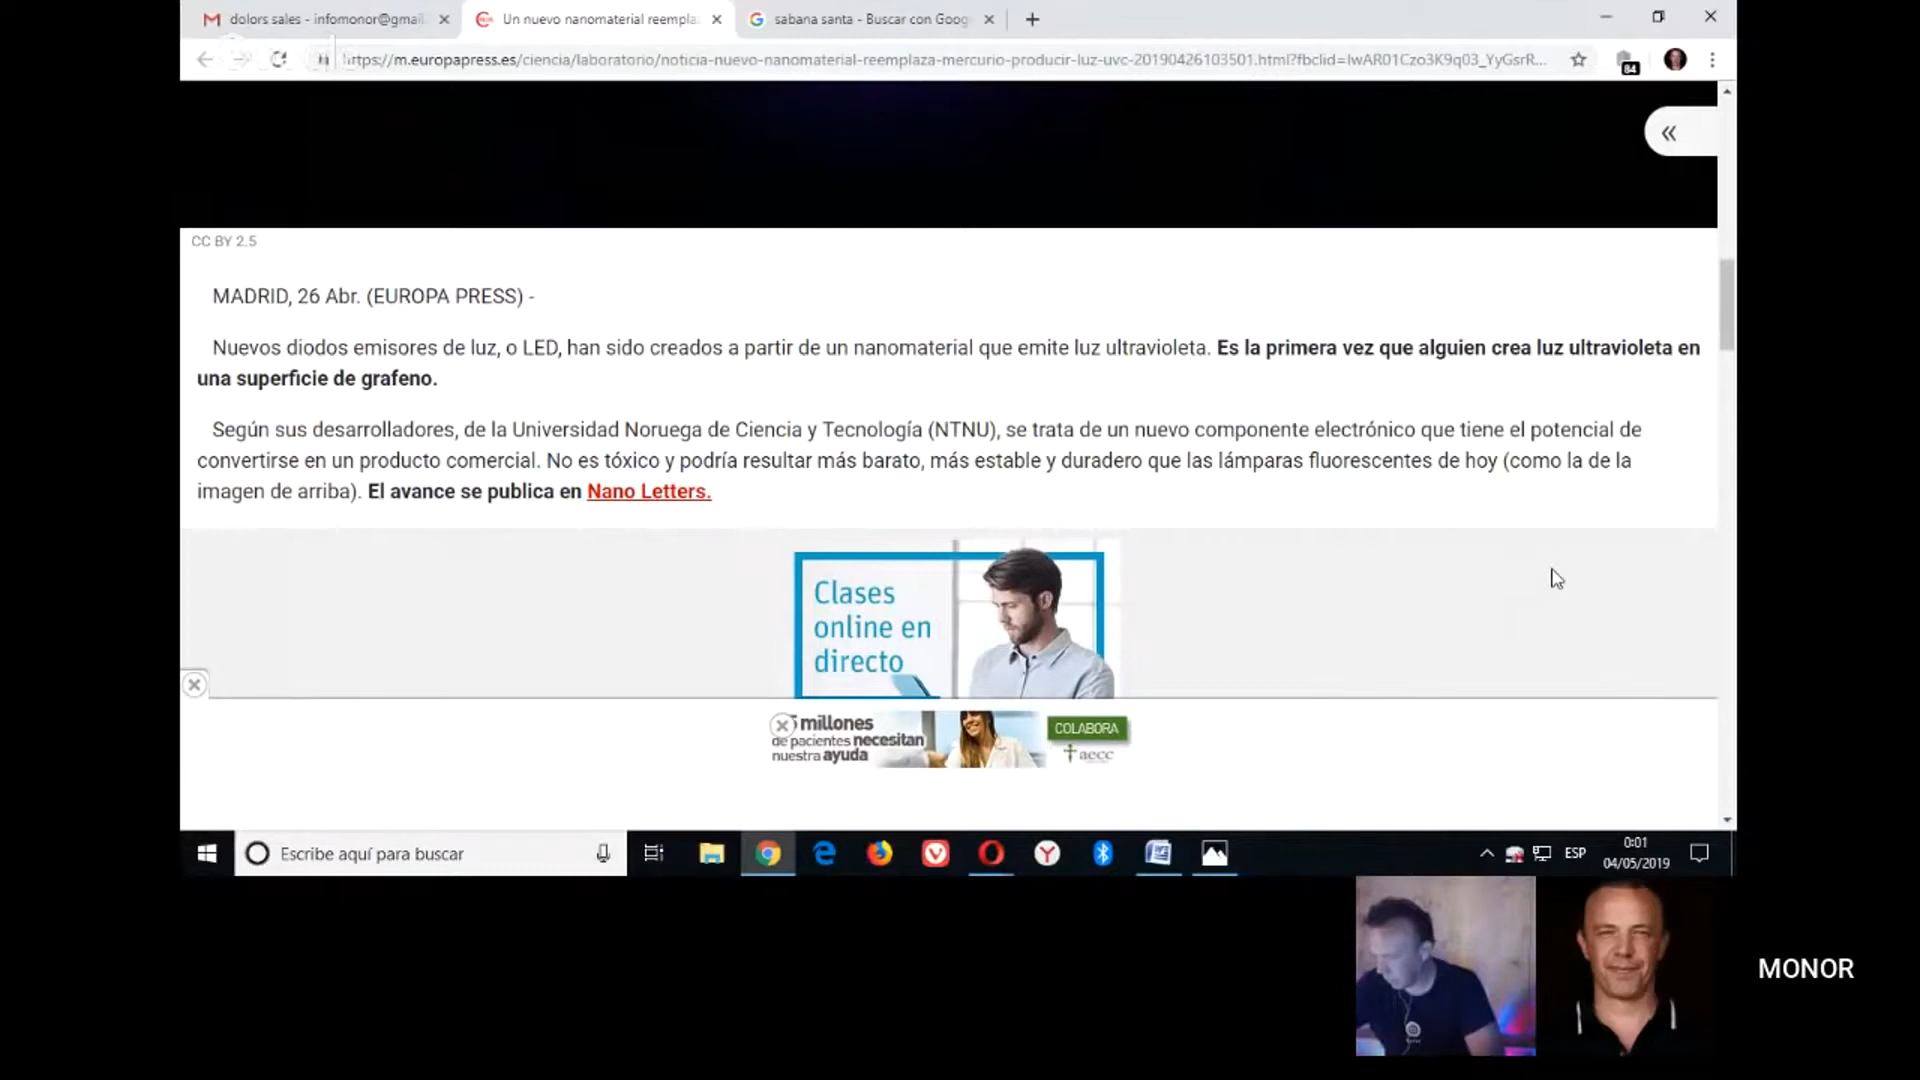 dolors sales - infomonor@gmai
Un nuevo nanomaterial reempla
sabana santa - Buscar con Goog
https://m.europapress.es/ciencia/laboratorio/noticia-nuevo-nanomaterial-reemplaza-mercurio-producir-luz-uvc-20190426103501.html?fbclid=IwAR01Czo3K9q03_YyGsrR...
84
CC BY 2.5
MADRID, 26 Abr. (EUROPA PRESS) -
Nuevos diodos emisores de luz, o LED, han sido creados a partir de un nanomaterial que emite luz ultravioleta. Es la primera vez que alguien crea luz ultravioleta en
una superficie de grafeno.
Según sus desarrolladores, de la Universidad Noruega de Ciencia y Tecnología (NTNU), se trata de un nuevo componente electrónico que tiene el potencial de
convertirse en un producto comercial. No es tóxico y podría resultar más barato, más estable y duradero que las lámparas fluorescentes de hoy (como la de la
imagen de arriba). El avance se publica en Nano Letters.
Clases
online en
directo
millones
de pacientes necesitan
nuestra ayuda
COLABORA
aecc
Escribe aquí para buscar
ESP
0:01
04/05/2019
MONOR